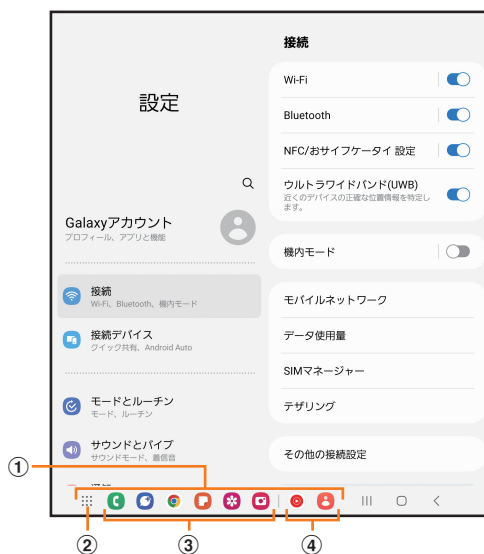 設定
Galaxyアカウント
プロフィール、アプリと機能
接続
Wi-Fi、Bluetooth、機内モード
接続デバイス
クイック共有、Android Auto
モードとルーチン
モード、ルーチン
サウンドとバイブ
サウンドモード、着信音
接続
Wi-Fi
Bluetooth
NFC/おサイフケータイ 設定
ウルトラワイドバンド(UWB)
近くのデバイスの正確な位置情報を特定し
ます。
機内モード
モバイルネットワーク
データ使用量
SIMマネージャー
テザリング
その他の接続設定
①
②
③
④